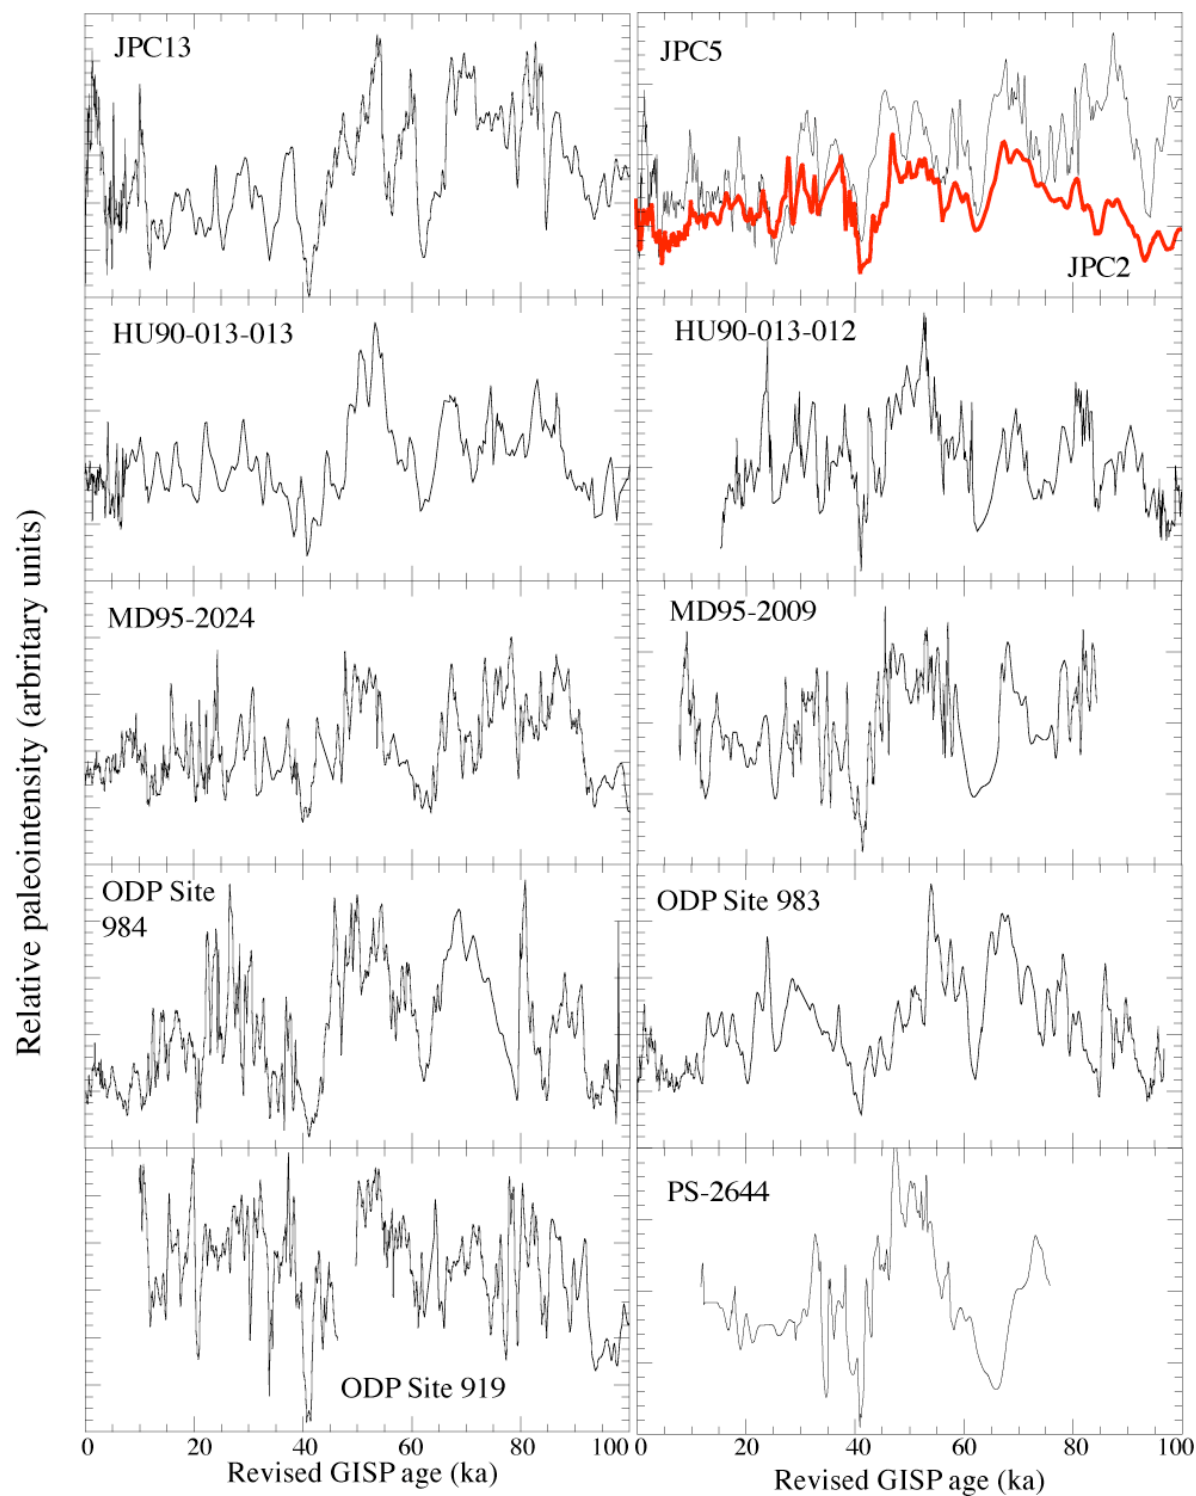 JPC13
JPC5
JPC2
HU90-013-013
HU90-013-012
MD95-2024
MD95-2009
ODP Site
984
ODP Site 983
ODP Site 919
PS-2644
Relative paleointensity (arbritary units)
0 20 40 60 80 100
0 20 40 60 80 100
Revised GISP age (ka)
Revised GISP age (ka)